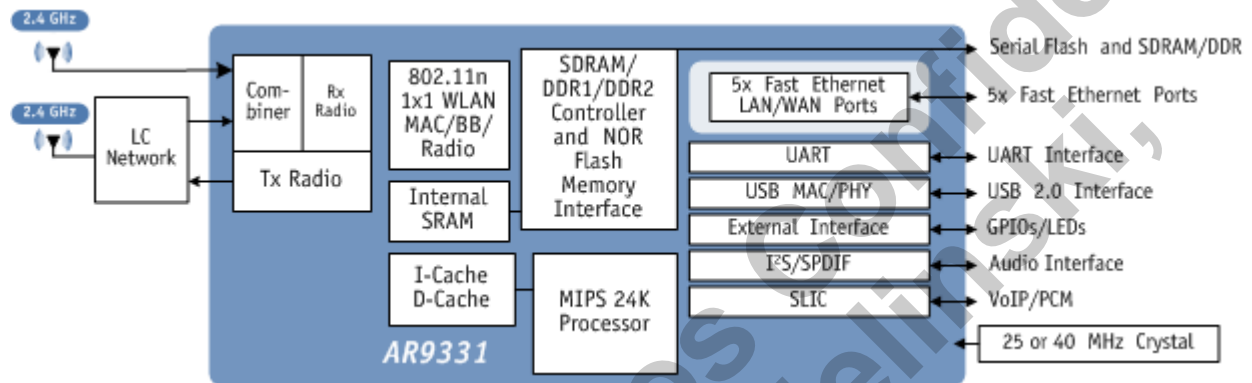 2.4 GHz
2.4 GHz
LC
Network
Com-
biner
Rx
Radio
Tx Radio
802.11n
1x1 WLAN
MAC/BB/
Radio
Internal
SRAM
I-Cache
D-Cache
AR9331
SDRAM/
DDR1/DDR2
Controller
and NOR
Flash
Memory
Interface
MIPS 24K
Processor
5x Fast Ethernet
LAN/WAN Ports
UART
USB MAC/PHY
External Interface
I²S/SPDIF
SLIC
Serial Flash and SDRAM/DDR
5x Fast Ethernet Ports
UART Interface
USB 2.0 Interface
GPIOs/LEDs
Audio Interface
VoIP/PCM
25 or 40 MHz Crystal